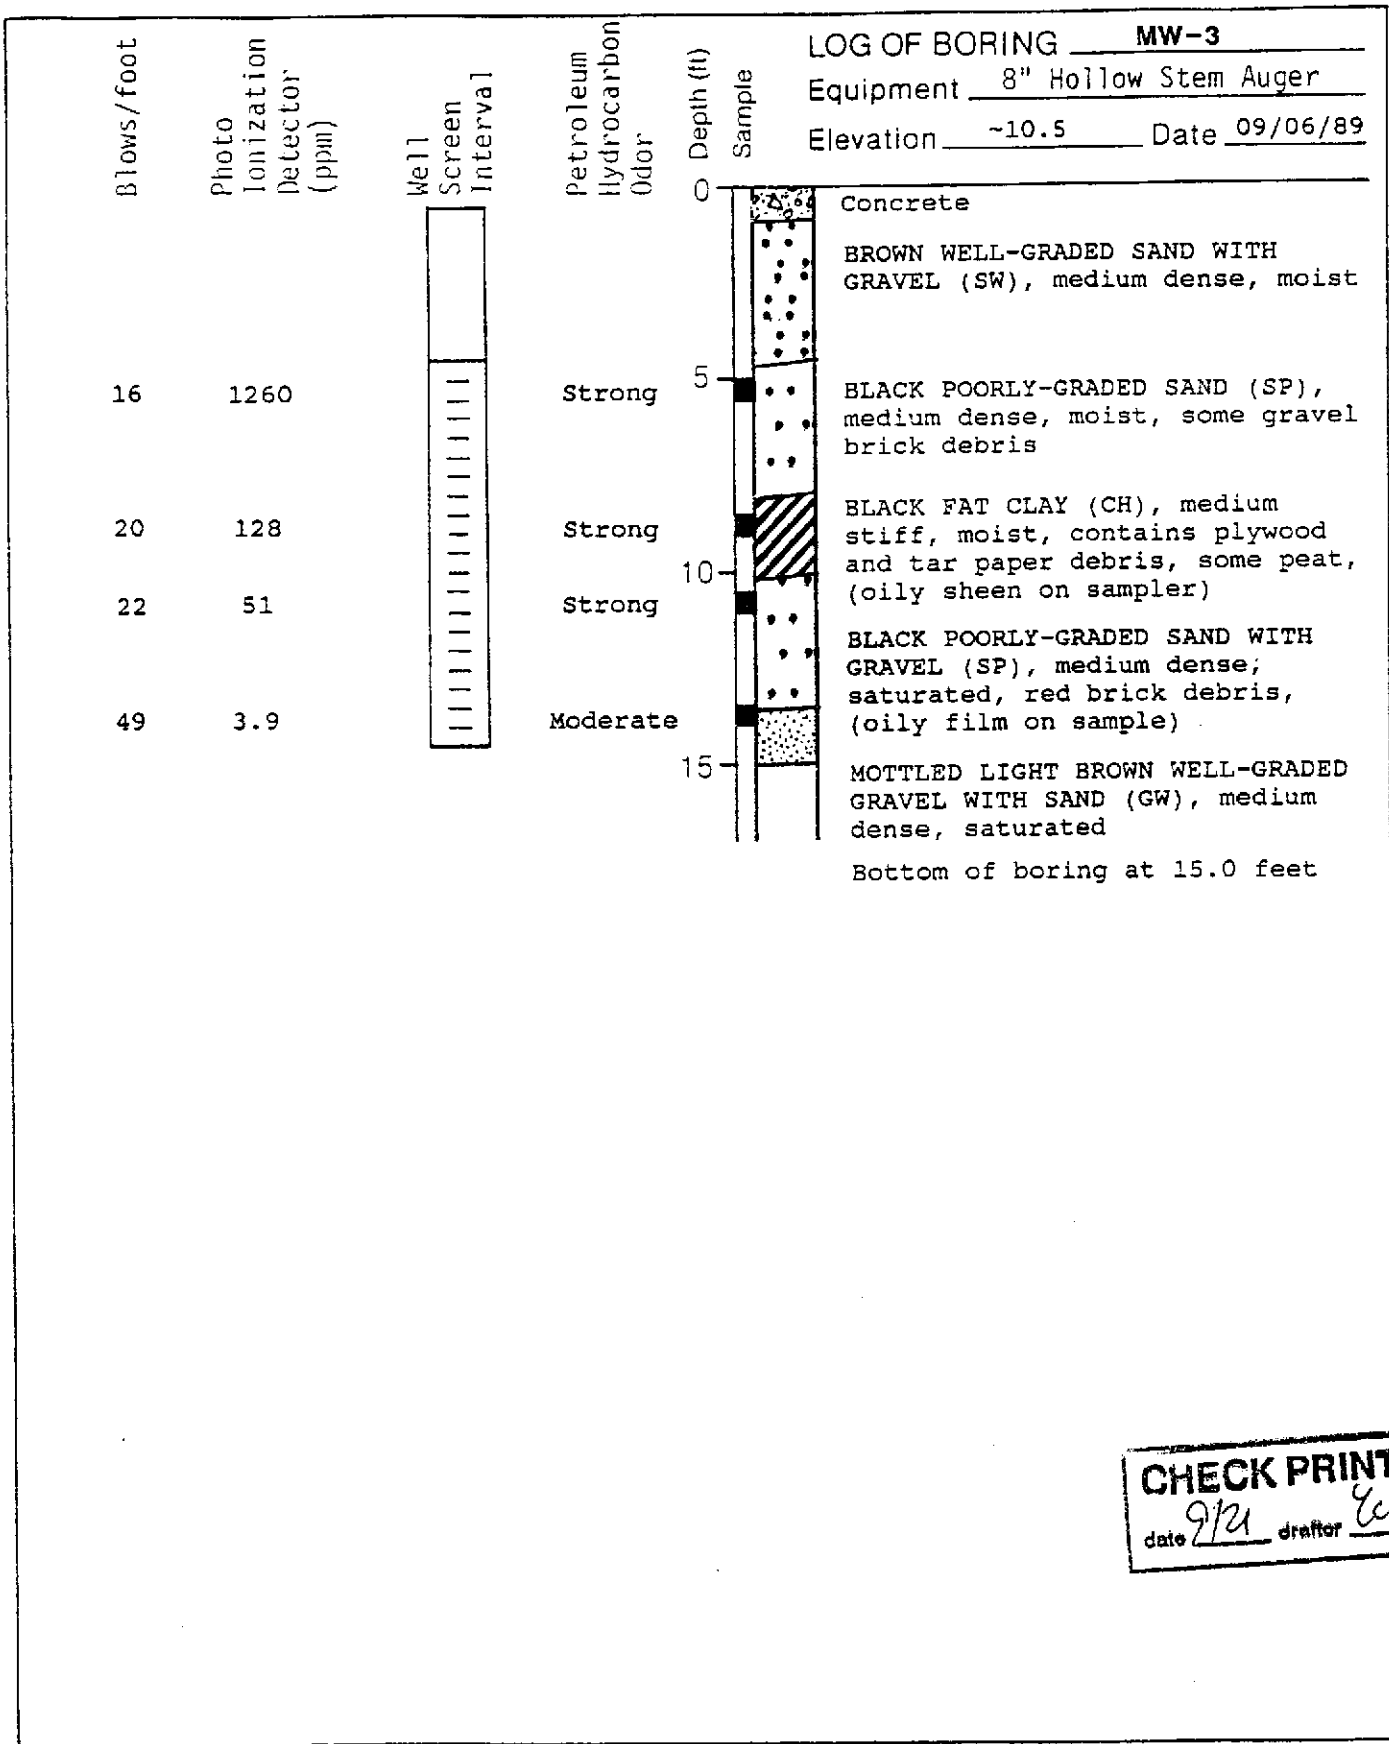 LOG OF BORING MW-3
Equipment 8" Hollow Stem Auger
Elevation ~10.5 Date 09/06/89
Blows/foot
Photo
Ionization
Detector
(ppm)
Well
Screen
Interval
Petroleum
Hydrocarbon
Odor
Depth (ft)
Sample
0
Concrete
BROWN WELL-GRADED SAND WITH
GRAVEL (SW), medium dense, moist
5
16 1260 Strong
BLACK POORLY-GRADED SAND (SP),
medium dense, moist, some gravel
brick debris
20 128 Strong
BLACK FAT CLAY (CH), medium
stiff, moist, contains plywood
and tar paper debris, some peat,
(oily sheen on sampler)
10
22 51 Strong
BLACK POORLY-GRADED SAND WITH
GRAVEL (SP), medium dense;
saturated, red brick debris,
(oily film on sample)
49 3.9 Moderate
15
MOTTLED LIGHT BROWN WELL-GRADED
GRAVEL WITH SAND (GW), medium
dense, saturated
Bottom of boring at 15.0 feet
CHECK PRINT
date 9/21 draftor